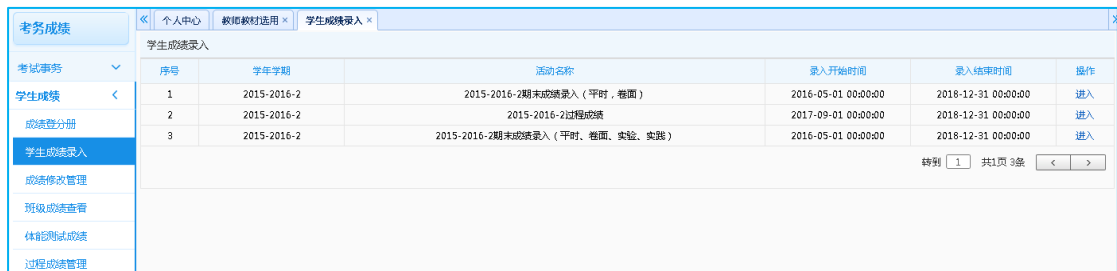 考务成绩
考试事务
学生成绩
成绩登分册
学生成绩录入
成绩修改管理
班级成绩查看
体能测试成绩
过程成绩管理
个人中心 教师教材选用 × 学生成绩录入 ×
学生成绩录入
序号 学年学期 活动名称 录入开始时间 录入结束时间 操作
1 2015-2016-2 2015-2016-2期末成绩录入（平时，卷面） 2016-05-01 00:00:00 2018-12-31 00:00:00 进入
2 2015-2016-2 2015-2016-2过程成绩 2017-09-01 00:00:00 2018-12-31 00:00:00 进入
3 2015-2016-2 2015-2016-2期末成绩录入（平时、卷面、实验、实践） 2016-05-01 00:00:00 2018-12-31 00:00:00 进入
转到 1 共1页 3条